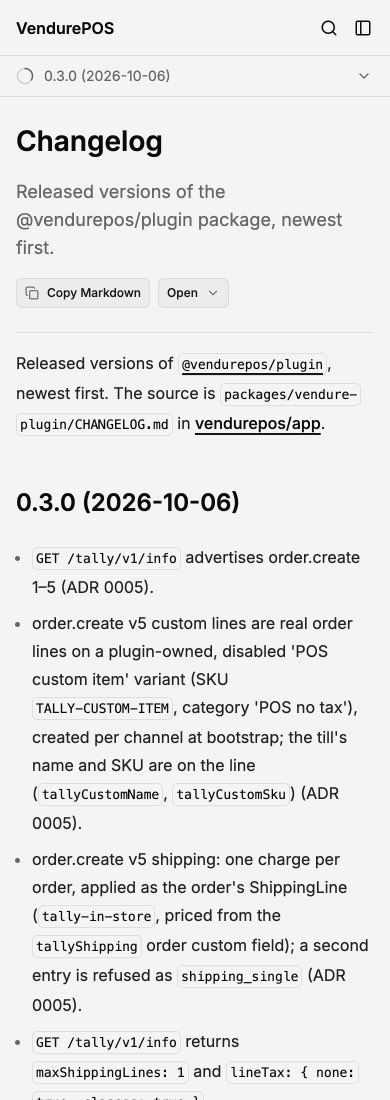 VendurePOS
0.3.0 (2026-10-06)
Changelog
Released versions of the
@vendurepos/plugin package, newest
first.
Copy Markdown
Open
Released versions of @vendurepos/plugin,
newest first. The source is packages/vendure-
plugin/CHANGELOG.md in vendurepos/app.
0.3.0 (2026-10-06)
• GET /tally/v1/info advertises order.create
1–5 (ADR 0005).
• order.create v5 custom lines are real order
lines on a plugin-owned, disabled 'POS
custom item' variant (SKU
TALLY-CUSTOM-ITEM, category 'POS no tax'),
created per channel at bootstrap; the till's
name and SKU are on the line
(tallyCustomName, tallyCustomSku) (ADR
0005).
• order.create v5 shipping: one charge per
order, applied as the order's ShippingLine
(tally-in-store, priced from the
tallyShipping order custom field); a second
entry is refused as shipping_single (ADR
0005).
• GET /tally/v1/info returns
maxShippingLines: 1 and lineTax: { none: